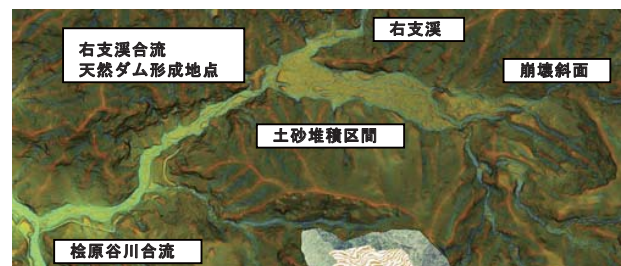 右支渓
右支渓合流
天然ダム形成地点
崩壊斜面
土砂堆積区間
桧原谷川合流